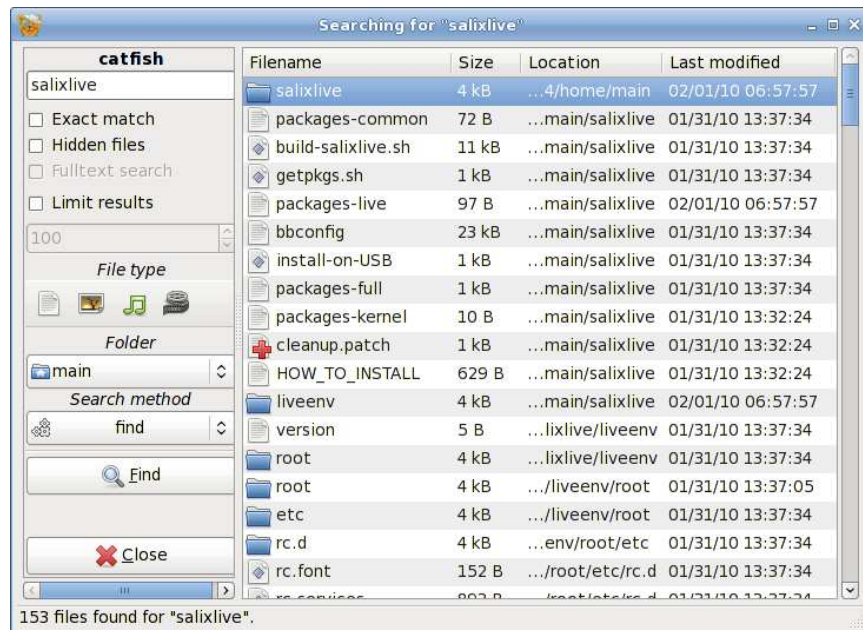 Searching for "salixlive"
catfish
salixlive
Exact match
Hidden files
Fulltext search
Limit results
100
File type
Folder
main
Search method
find
Find
Close
Filename Size Location Last modified
salixlive 4 kB ...4/home/main 02/01/10 06:57:57
packages-common 72 B ...main/salixlive 01/31/10 13:37:34
build-salixlive.sh 11 kB ...main/salixlive 01/31/10 13:37:34
getpkgs.sh 1 kB ...main/salixlive 01/31/10 13:37:34
packages-live 97 B ...main/salixlive 02/01/10 06:57:57
bbconfig 23 kB ...main/salixlive 01/31/10 13:37:34
install-on-USB 1 kB ...main/salixlive 01/31/10 13:37:34
packages-full 1 kB ...main/salixlive 01/31/10 13:37:34
packages-kernel 10 B ...main/salixlive 01/31/10 13:32:24
cleanup.patch 1 kB ...main/salixlive 01/31/10 13:32:24
HOW_TO_INSTALL 629 B ...main/salixlive 01/31/10 13:32:24
liveenv 4 kB ...main/salixlive 02/01/10 06:57:57
version 5 B ...lixlive/liveenv 01/31/10 13:37:34
root 4 kB ...lixlive/liveenv 01/31/10 13:37:34
root 4 kB .../liveenv/root 01/31/10 13:37:05
etc 4 kB .../liveenv/root 01/31/10 13:37:34
rc.d 4 kB ...env/root/etc 01/31/10 13:37:34
rc.font 152 B .../root/etc/rc.d 01/31/10 13:37:34
153 files found for "salixlive".